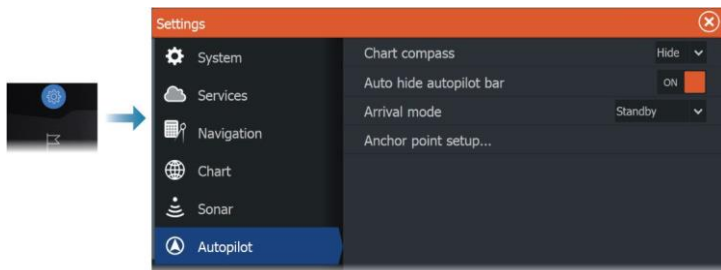 Settings
System
Services
Navigation
Chart
Sonar
Autopilot
Chart compass Hide
Auto hide autopilot bar ON
Arrival mode Standby
Anchor point setup...